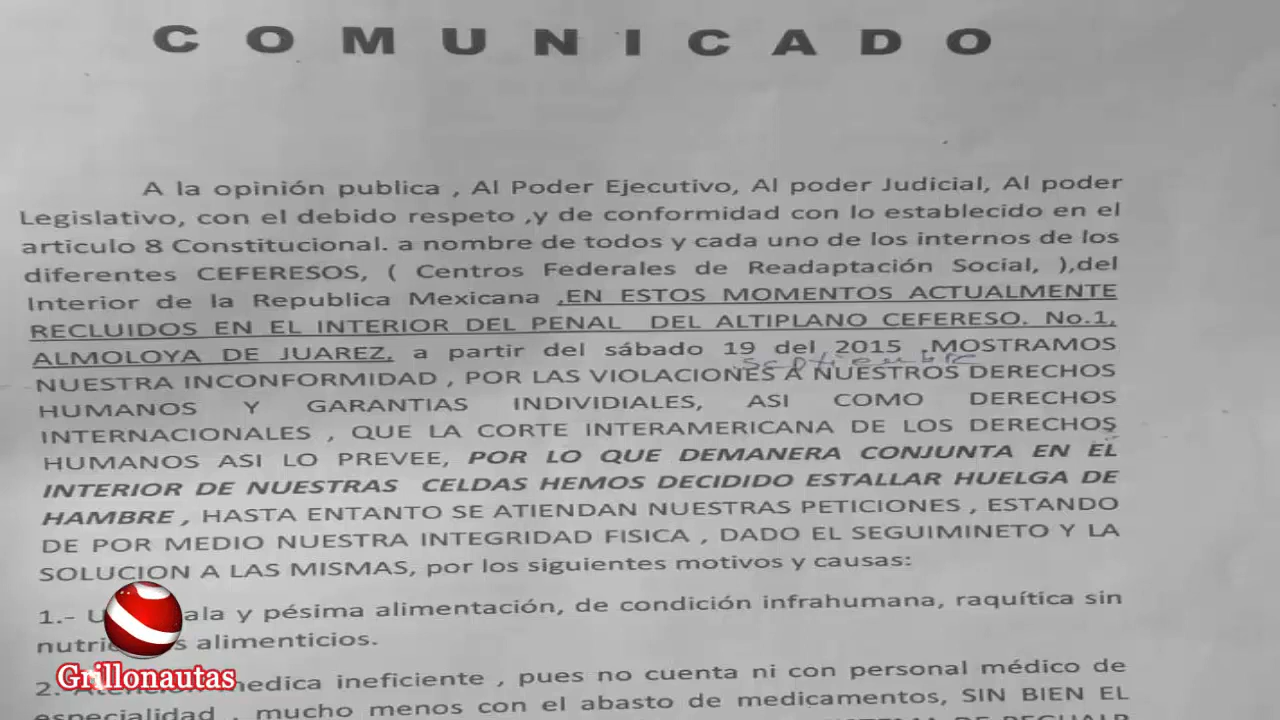 C O M U N I C A D O
A la opinión publica , Al Poder Ejecutivo, Al poder Judicial, Al poder
Legislativo, con el debido respeto ,y de conformidad con lo establecido en el
articulo 8 Constitucional. a nombre de todos y cada uno de los internos de los
diferentes CEFERESOS, ( Centros Federales de Readaptación Social, ),del
Interior de la Republica Mexicana ,EN ESTOS MOMENTOS ACTUALMENTE
RECLUIDOS EN EL INTERIOR DEL PENAL DEL ALTIPLANO CEFERESO. No.1,
ALMOLOYA DE JUAREZ, a partir del sábado 19 del 2015 ,MOSTRAMOS
septiembre
NUESTRA INCONFORMIDAD , POR LAS VIOLACIONES A NUESTROS DERECHOS
HUMANOS Y GARANTIAS INDIVIDIALES, ASI COMO DERECHOS
INTERNACIONALES , QUE LA CORTE INTERAMERICANA DE LOS DERECHOS
HUMANOS ASI LO PREVEE, POR LO QUE DEMANERA CONJUNTA EN EL
INTERIOR DE NUESTRAS CELDAS HEMOS DECIDIDO ESTALLAR HUELGA DE
HAMBRE , HASTA ENTANTO SE ATIENDAN NUESTRAS PETICIONES , ESTANDO
DE POR MEDIO NUESTRA INTEGRIDAD FISICA , DADO EL SEGUIMINETO Y LA
SOLUCION A LAS MISMAS, por los siguientes motivos y causas:
1.- y pésima alimentación, de condición infrahumana, raquítica sin
alimenticios.
Grillonautas
2. medica ineficiente , pues no cuenta ni con personal médico de
especialidad , mucho menos con el abasto de medicamentos, SIN BIEN EL